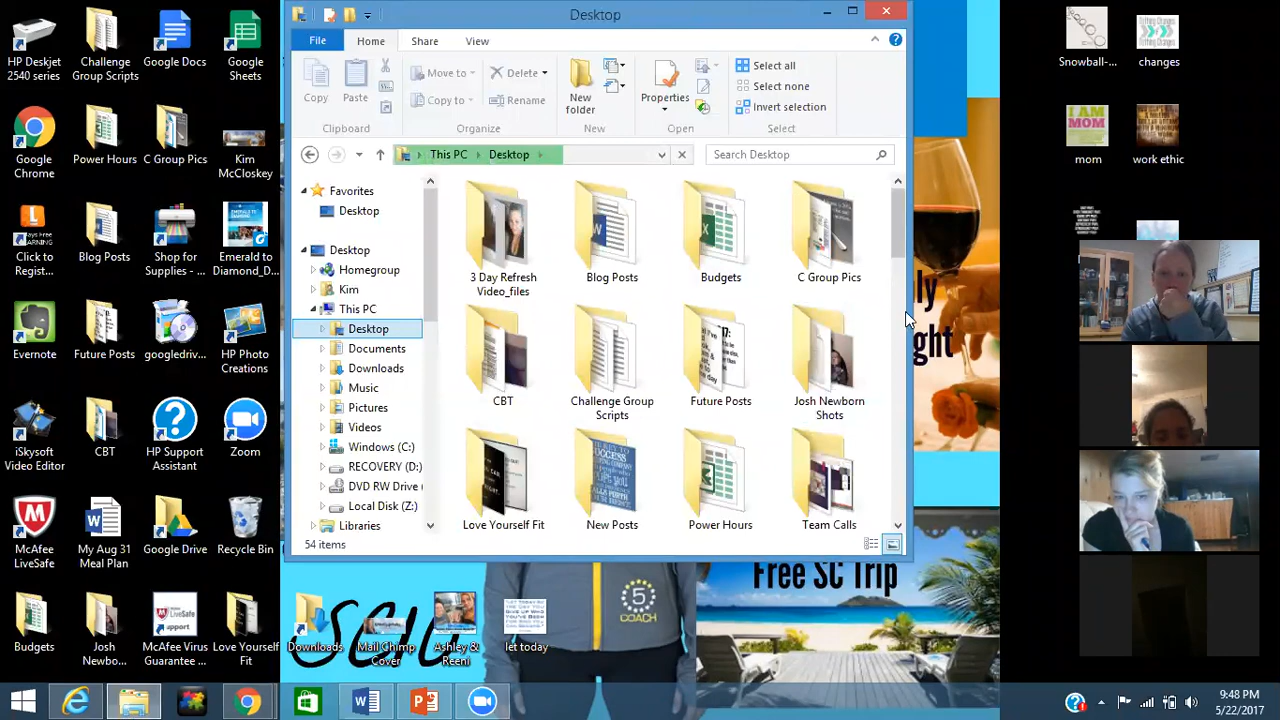 HP Deskjet
2540 series
Challenge
Group Scripts
Google Docs
Google
Sheets
Google
Chrome
Power Hours
C Group Pics
Kim
McCloskey
Click to
Regist...
Blog Posts
Shop for
Supplies - ...
Emerald to
Diamond_D...
Evernote
Future Posts
googledriv...
HP Photo
Creations
iSkysoft
Video Editor
CBT
HP Support
Assistant
Zoom
McAfee
LiveSafe
My Aug 31
Meal Plan
Google Drive
Recycle Bin
Budgets
Josh
Newbo...
McAfee Virus
Guarantee ...
Love Yourself
Fit
Desktop
File
Home
Share
View
Copy
Paste
Move to
Copy to
Delete
Rename
New
folder
Properties
Select all
Select none
Invert selection
Clipboard
Organize
New
Open
Select
This PC
Desktop
Search Desktop
Favorites
Desktop
Desktop
Homegroup
Kim
This PC
Desktop
Documents
Downloads
Music
Pictures
Videos
Windows (C:)
RECOVERY (D:)
DVD RW Drive (
Local Disk (Z:)
Libraries
3 Day Refresh
Video_files
Blog Posts
Budgets
C Group Pics
CBT
Challenge Group
Scripts
Future Posts
Josh Newborn
Shots
Love Yourself Fit
New Posts
Power Hours
Team Calls
54 items
Downloads
Mail Chimp
Cover
Ashley &
Reen
let today
5
COACH
Free SC Trip
Snowball-...
changes
I AM
MOM
mom
work ethic
9:48 PM
5/22/2017